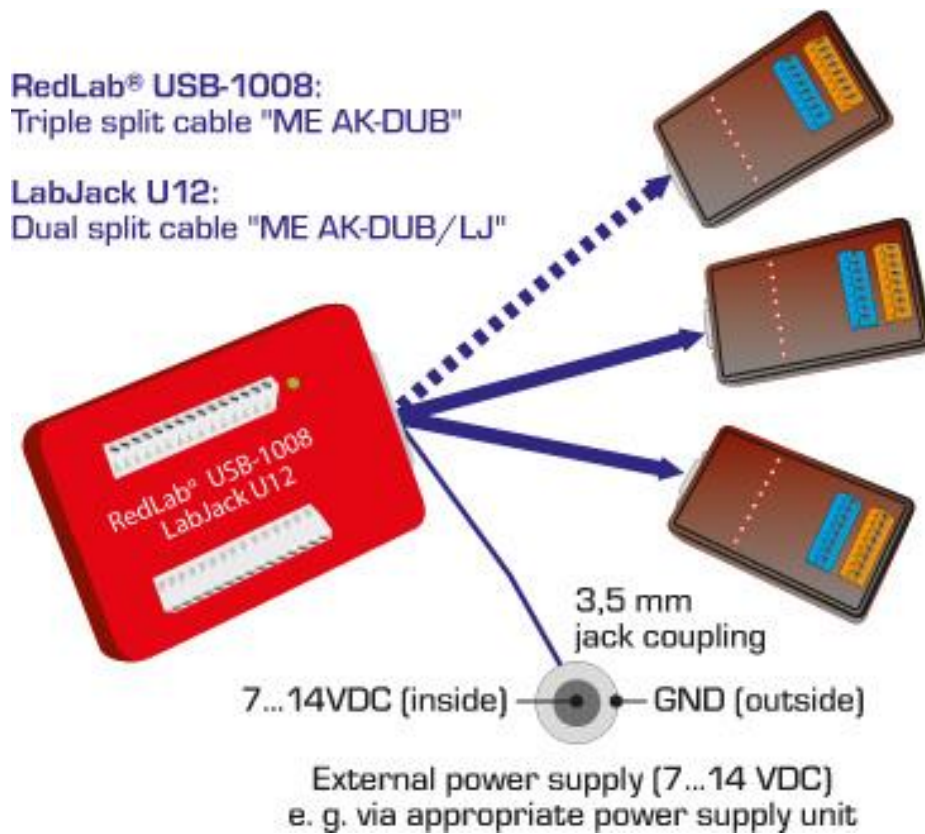 RedLab® USB-1008:
Triple split cable "ME AK-DUB"
LabJack U12:
Dual split cable "ME AK-DUB/LJ"
RedLab® USB-1008
LabJack U12
3,5 mm
jack coupling
7...14VDC (inside)
GND (outside)
External power supply (7...14 VDC)
e. g. via appropriate power supply unit